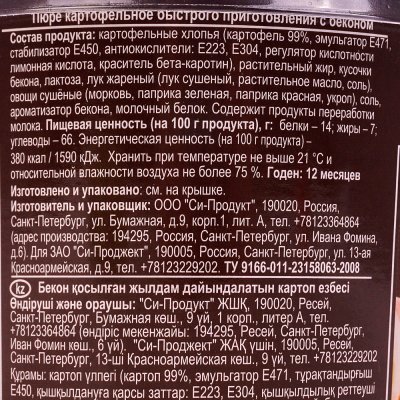 Пюре картофельное быстрого приготовления с беконом
Состав продукта: картофельные хлопья (картофель 99%, эмульгатор Е471,
стабилизатор Е450, антиокислители: Е223, Е304, регулятор кислотности
лимонная кислота, краситель бета-каротин), растительный жир, кусочки
бекона, лактоза, лук жареный (лук сушеный, растительное масло, соль),
овощи сушёные (морковь, паприка зеленая, паприка красная, укроп), соль,
ароматизатор бекона, молочный белок. Содержит продукты переработки
молока. Пищевая ценность (на 100 г продукта), г: белки – 14; жиры – 7;
углеводы – 66. Энергетическая ценность (на 100 г продукта) –
380 ккал / 1590 кДж. Хранить при температуре не выше 21 °С и
относительной влажности воздуха не более 75 %. Годен: 12 месяцев
Изготовлено и упаковано: см. на крышке.
Изготовитель и упаковщик: ООО "Си-Продукт", 190020, Россия,
Санкт-Петербург, ул. Бумажная, д.9, корп.1, лит. А, тел. +78123364864
(адрес производства: 194295, Россия, Санкт-Петербург, ул. Ивана Фомина,
д.6). Для ЗАО "Си-Проджект", 190005, Россия, Санкт-Петербург, ул. 13-ая
Красноармейская, д.9, тел. +78123229202. ТУ 9166-011-23158063-2008
kz Бекон қосылған жылдам дайындалатын картоп езбесі
Өндіруші және ораушы: "Си-Продукт" ЖШҚ, 190020, Ресей,
Санкт-Петербург, Бумажная көш., 9 үй, 1 корп., литер А, тел.
+78123364864 (өндіріс мекенжайы: 194295, Ресей, Санкт-Петербург,
Иван Фомин көш., 6 үй). "Си-Проджект" ЖАҚ үшін, 190005, Ресей,
Санкт-Петербург, 13-ші Красноармейская көш., 9 үй, тел. +78123229202
Құрамы: картоп үлпегі (картоп 99%, эмульгатор Е471, тұрақтандырғыш
Е450, қышқылдануға қарсы заттар: Е223, Е304, қышқылдылық реттегуші